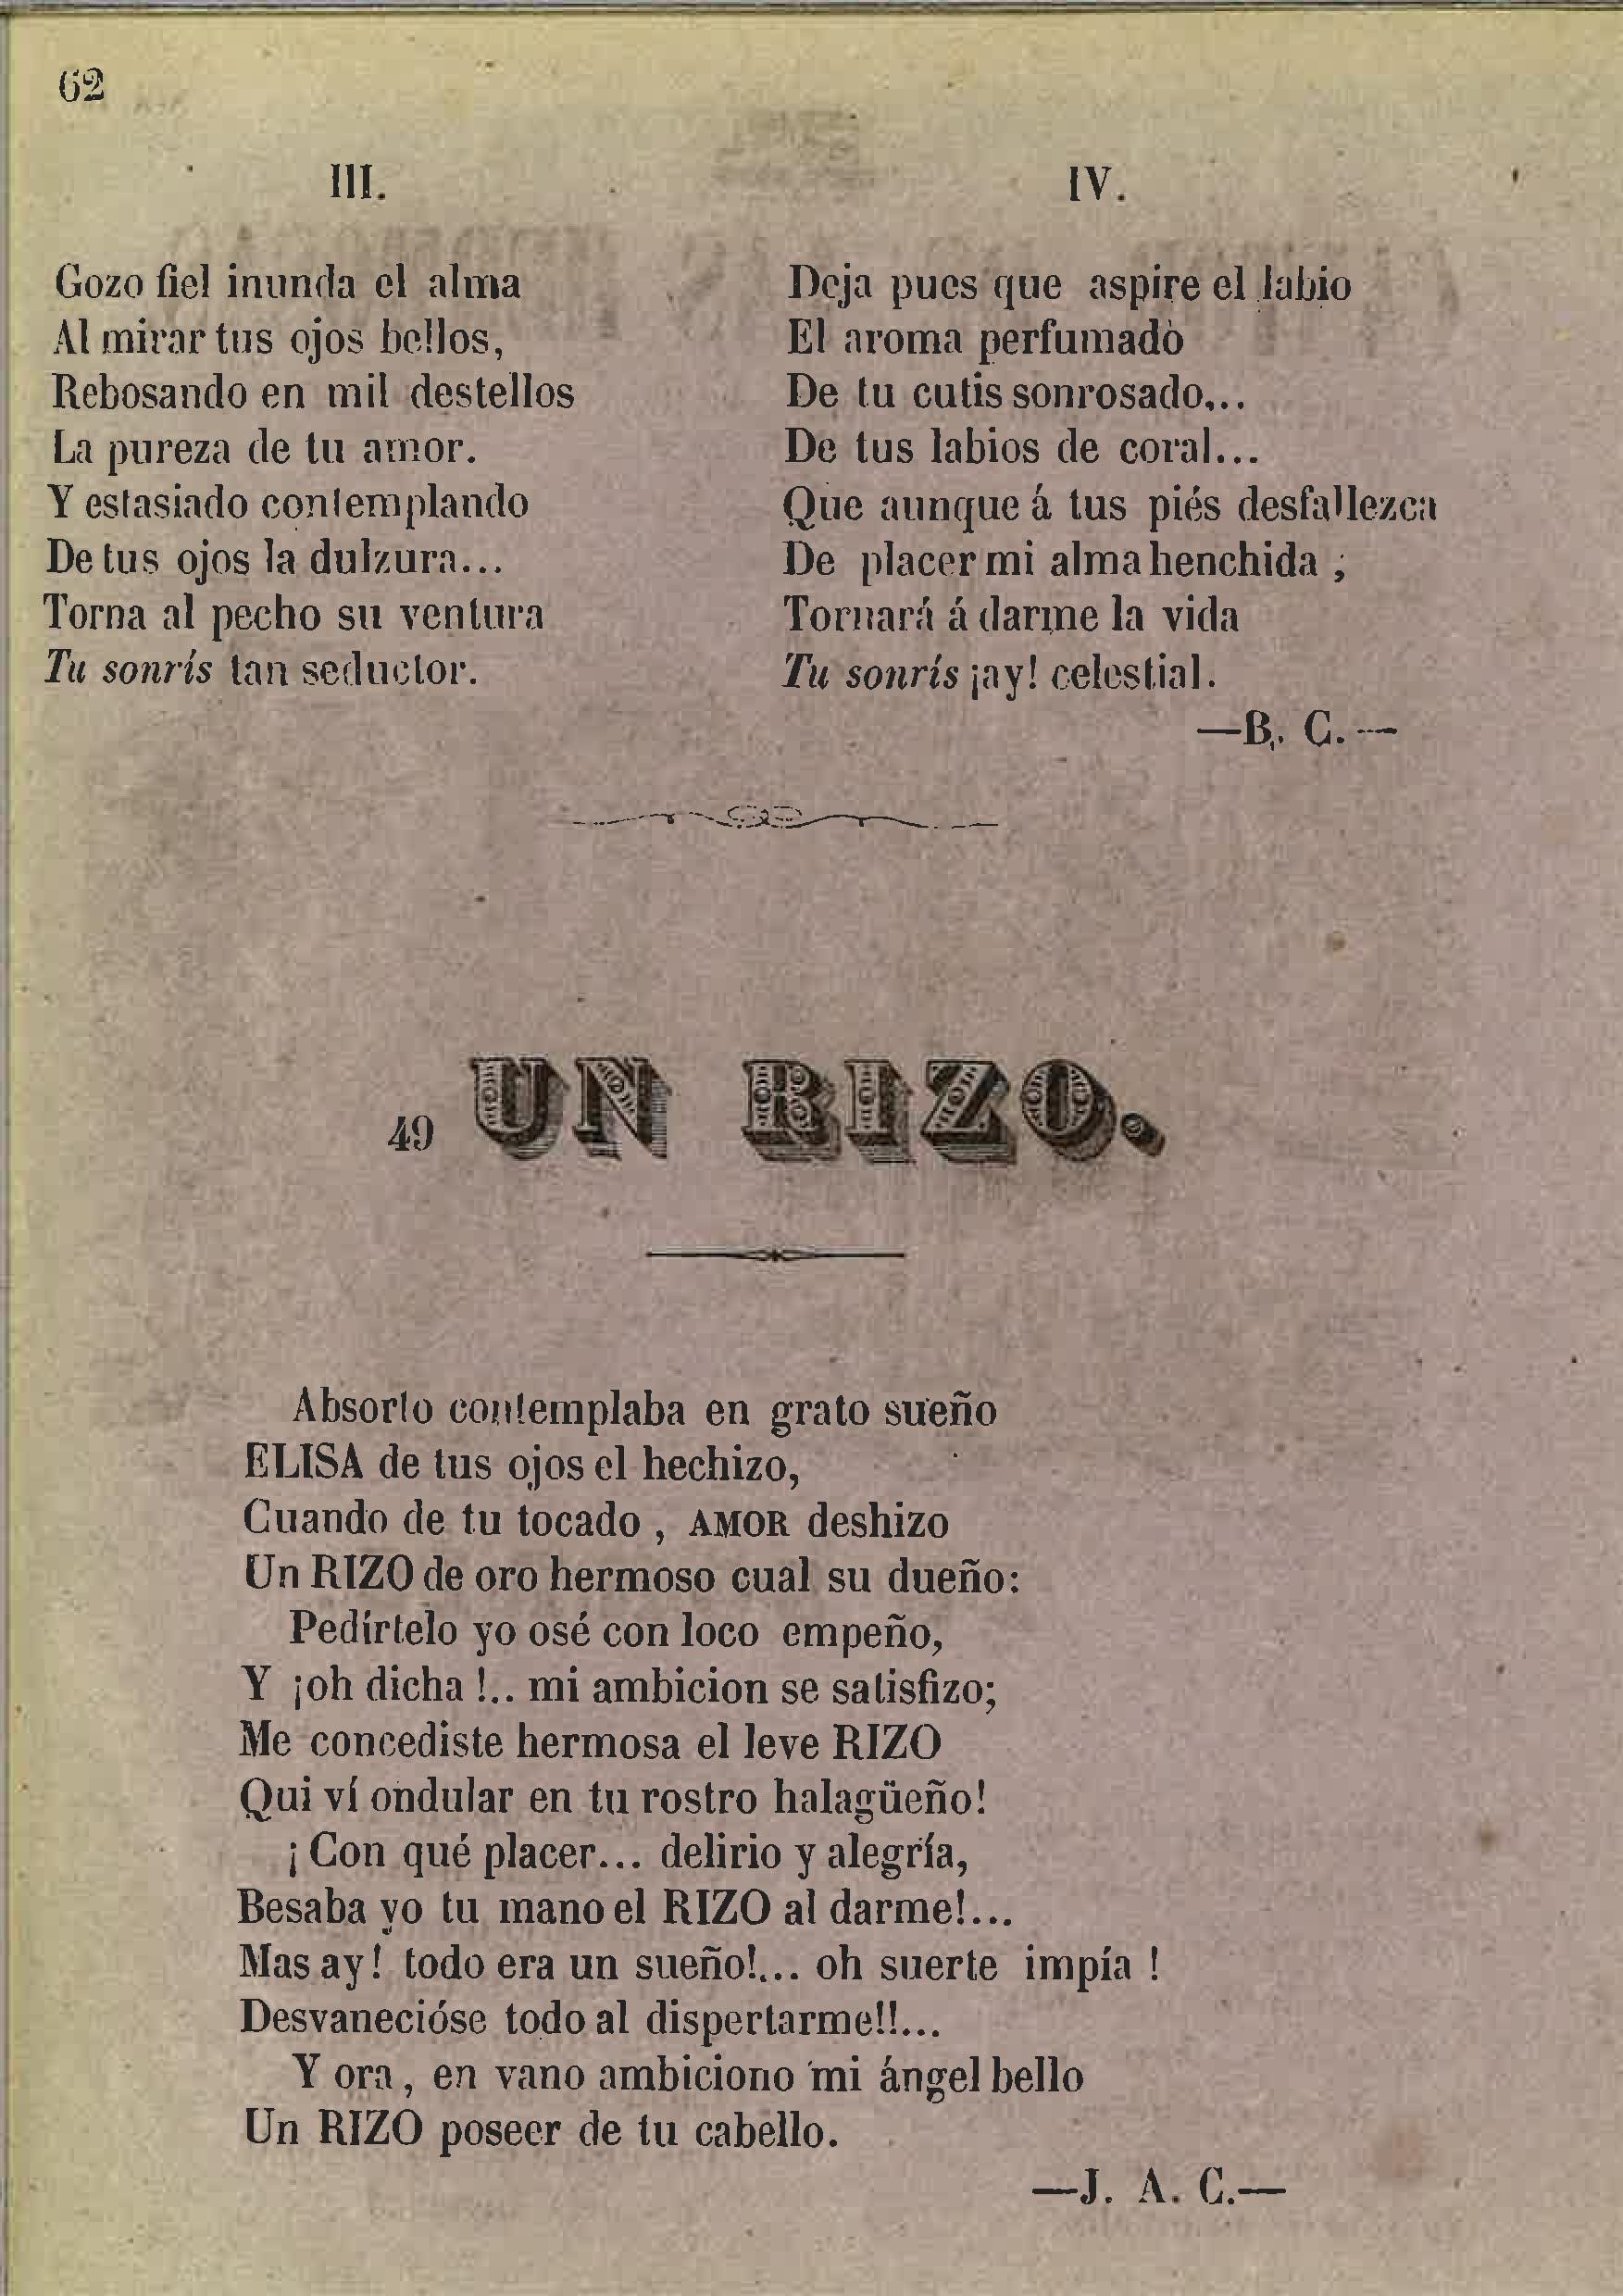 62
III.
Gozo fiel inunda el alma
Al mirar tus ojos bellos,
Rebosando en mil destellos
La pureza de tu amor.
Y estasiado contemplando
De tus ojos la dulzura...
Torna al pecho su ventura
Tu sonrís tan seductor.
IV.
Deja pues que aspire el labio
El aroma perfumado
De tu cutis sonrosado...
De tus labios de coral...
Que aunque á tus piés desfallezca
De placer mi alma henchida ;
Tornará á darme la vida
Tu sonrís ¡ay! celestial.
—B. C.—
49 UN RIZO.
Absorto contemplaba en grato sueño
ELISA de tus ojos el hechizo,
Cuando de tu tocado , AMOR deshizo
Un RIZO de oro hermoso cual su dueño:
Pedírtelo yo osé con loco empeño,
Y ¡oh dicha !.. mi ambicion se satisfizo;
Me concediste hermosa el leve RIZO
Qui ví ondular en tu rostro halagüeño!
¡Con qué placer... delirio y alegría,
Besaba yo tu mano el RIZO al darme!...
Mas ay! todo era un sueño!... oh suerte impía !
Desvanecióse todo al dispertarme!!...
Y ora, en vano ambiciono mi ángel bello
Un RIZO poseer de tu cabello.
—J. A. C.—